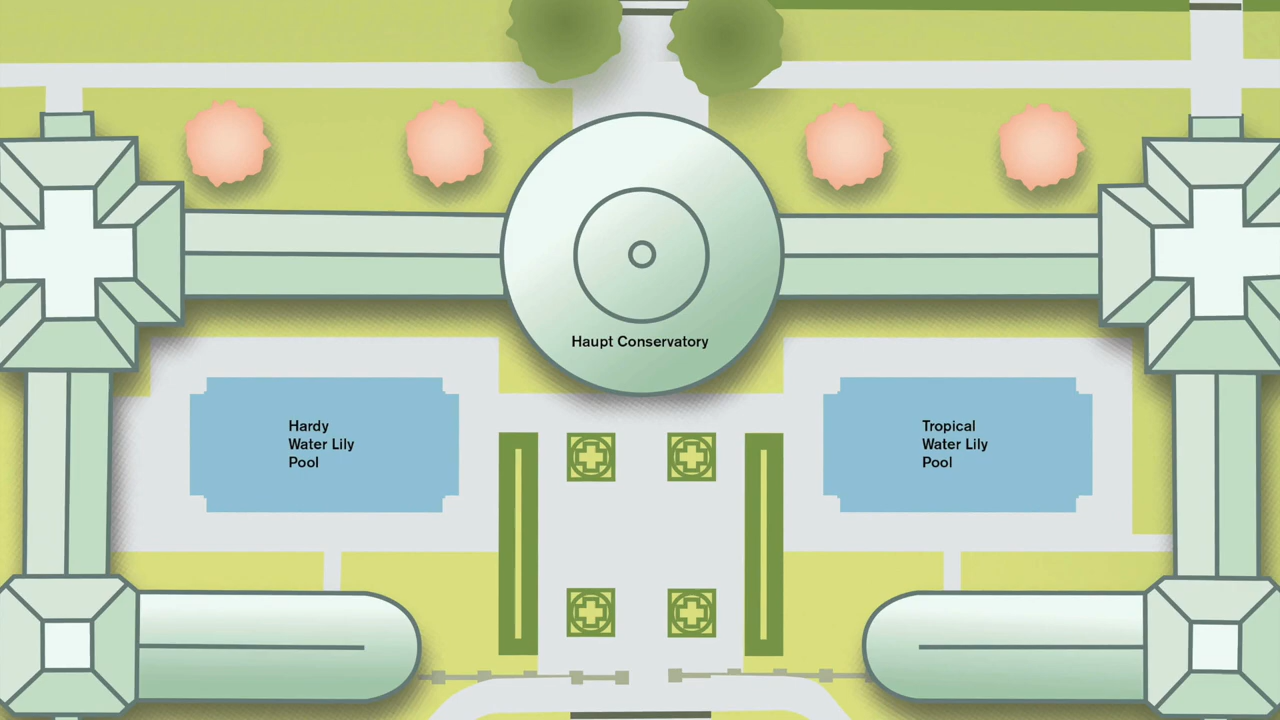 Haupt Conservatory
Hardy
Water Lily
Pool
Tropical
Water Lily
Pool